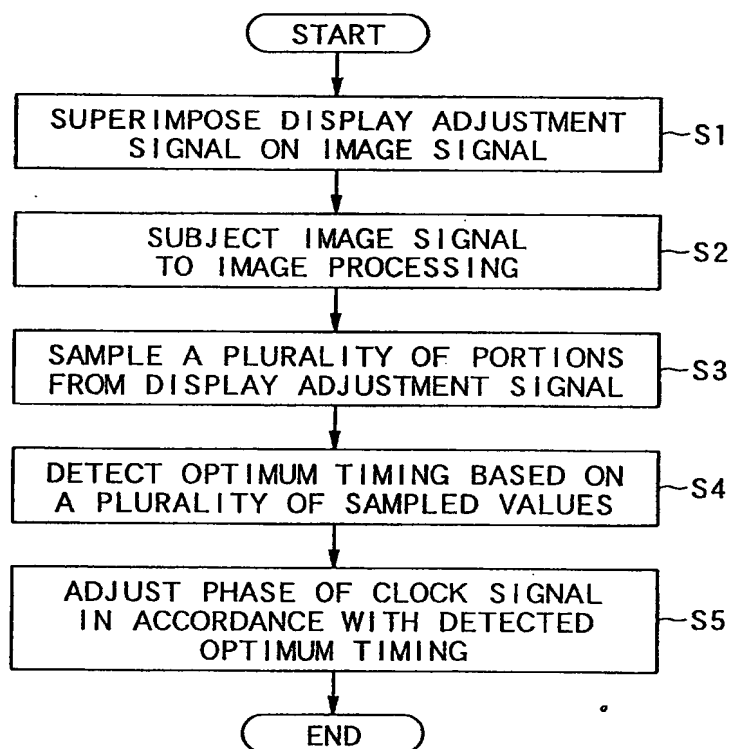 START
SUPERIMPOSE DISPLAY ADJUSTMENT
SIGNAL ON IMAGE SIGNAL
S1
SUBJECT IMAGE SIGNAL
TO IMAGE PROCESSING
S2
SAMPLE A PLURALITY OF PORTIONS
FROM DISPLAY ADJUSTMENT SIGNAL
S3
DETECT OPTIMUM TIMING BASED ON
A PLURALITY OF SAMPLED VALUES
S4
ADJUST PHASE OF CLOCK SIGNAL
IN ACCORDANCE WITH DETECTED
OPTIMUM TIMING
S5
END